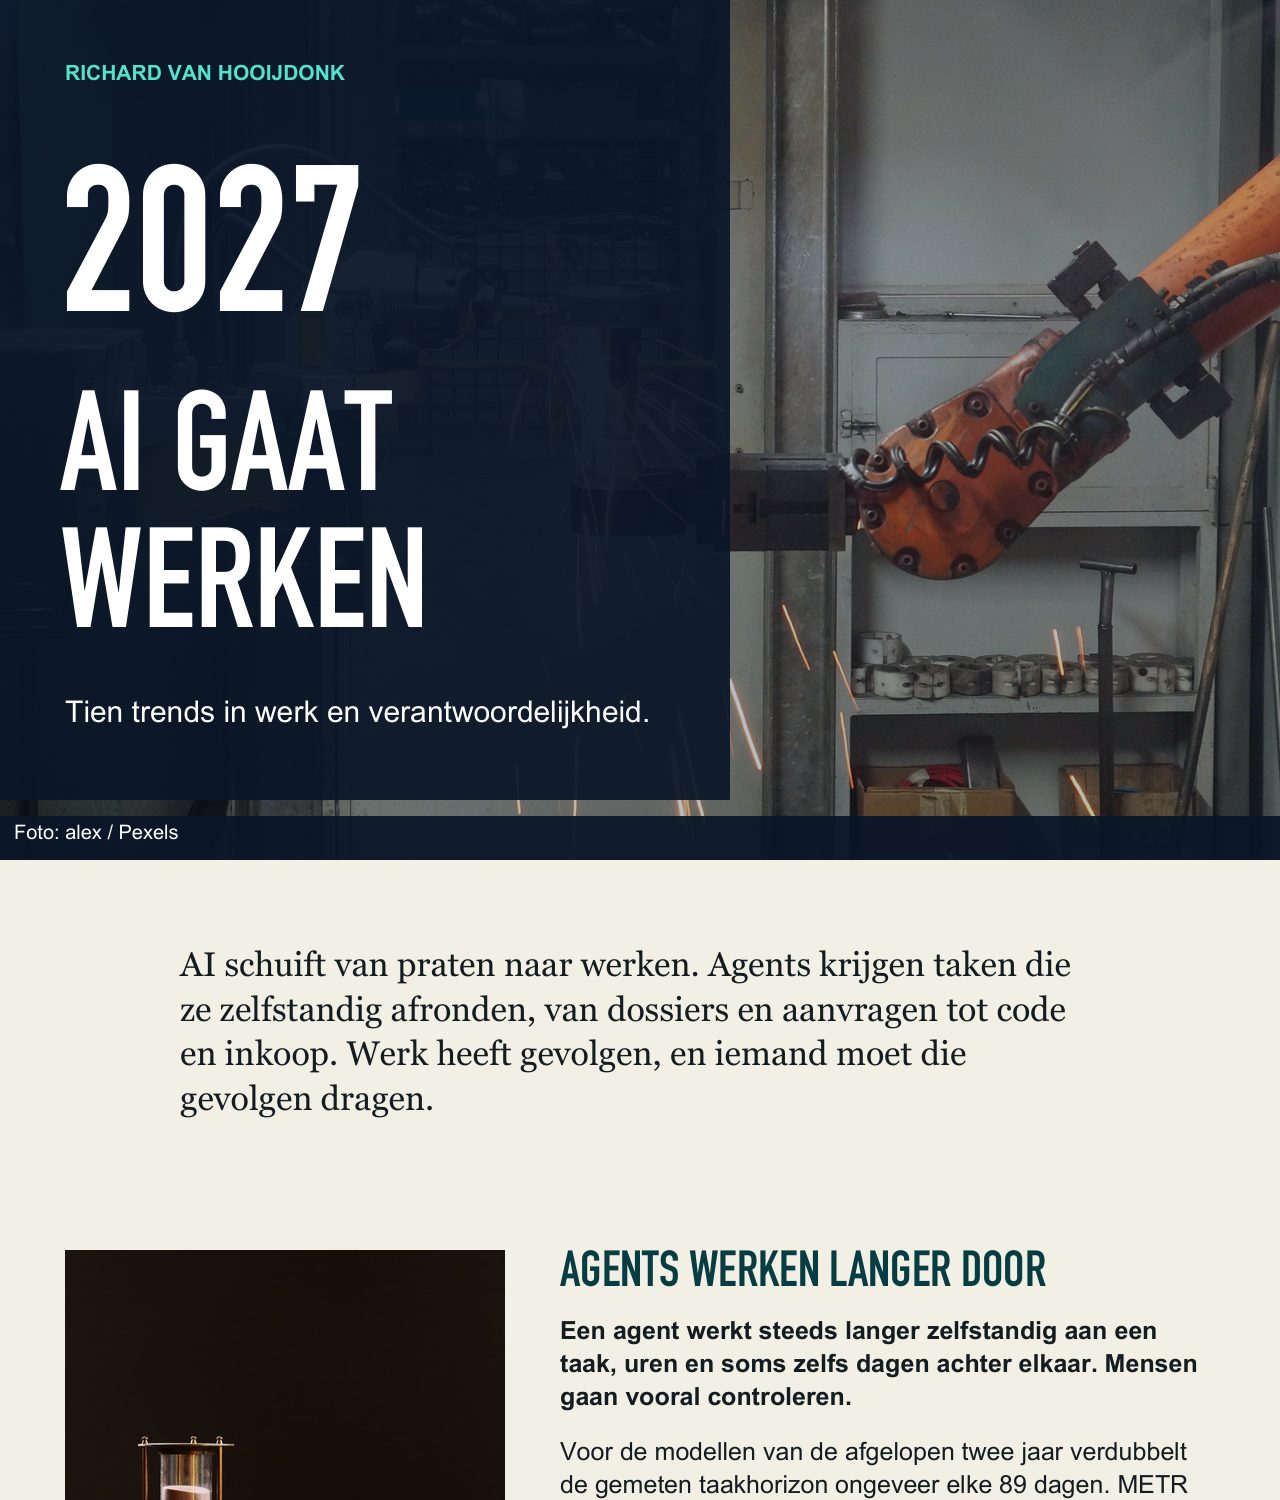 RICHARD VAN HOOIJDONK
2027
AI GAAT
WERKEN
Tien trends in werk en verantwoordelijkheid.
Foto: alex / Pexels
AI schuift van praten naar werken. Agents krijgen taken die
ze zelfstandig afronden, van dossiers en aanvragen tot code
en inkoop. Werk heeft gevolgen, en iemand moet die
gevolgen dragen.
AGENTS WERKEN LANGER DOOR
Een agent werkt steeds langer zelfstandig aan een
taak, uren en soms zelfs dagen achter elkaar. Mensen
gaan vooral controleren.
Voor de modellen van de afgelopen twee jaar verdubbelt
de gemeten taakhorizon ongeveer elke 89 dagen. METR